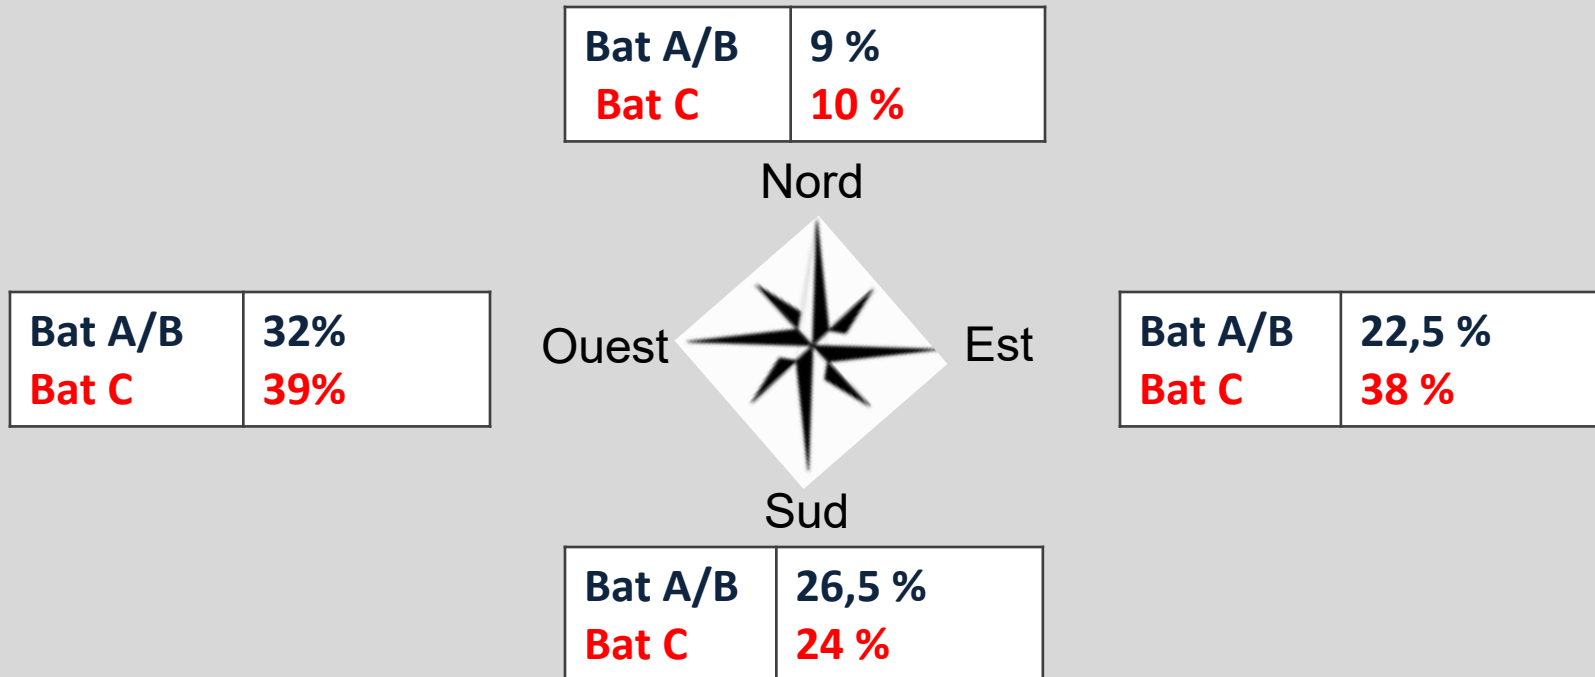 Bat A/B 9 %
Bat C 10 %
Nord
Bat A/B 32%
Bat C 39%
Ouest
Est
Bat A/B 22,5 %
Bat C 38 %
Sud
Bat A/B 26,5 %
Bat C 24 %